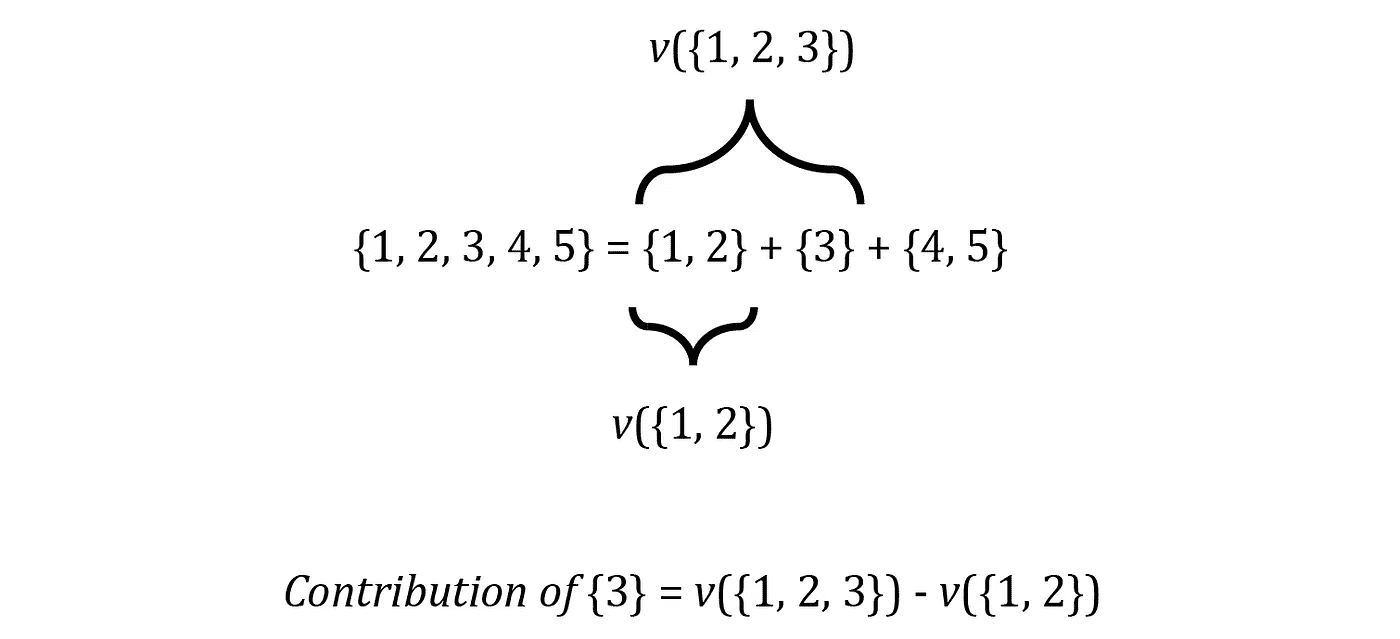 v({1, 2, 3})
{1, 2, 3, 4, 5} = {1, 2} + {3} + {4, 5}
v({1, 2})
Contribution of {3} = v({1, 2, 3}) - v({1, 2})